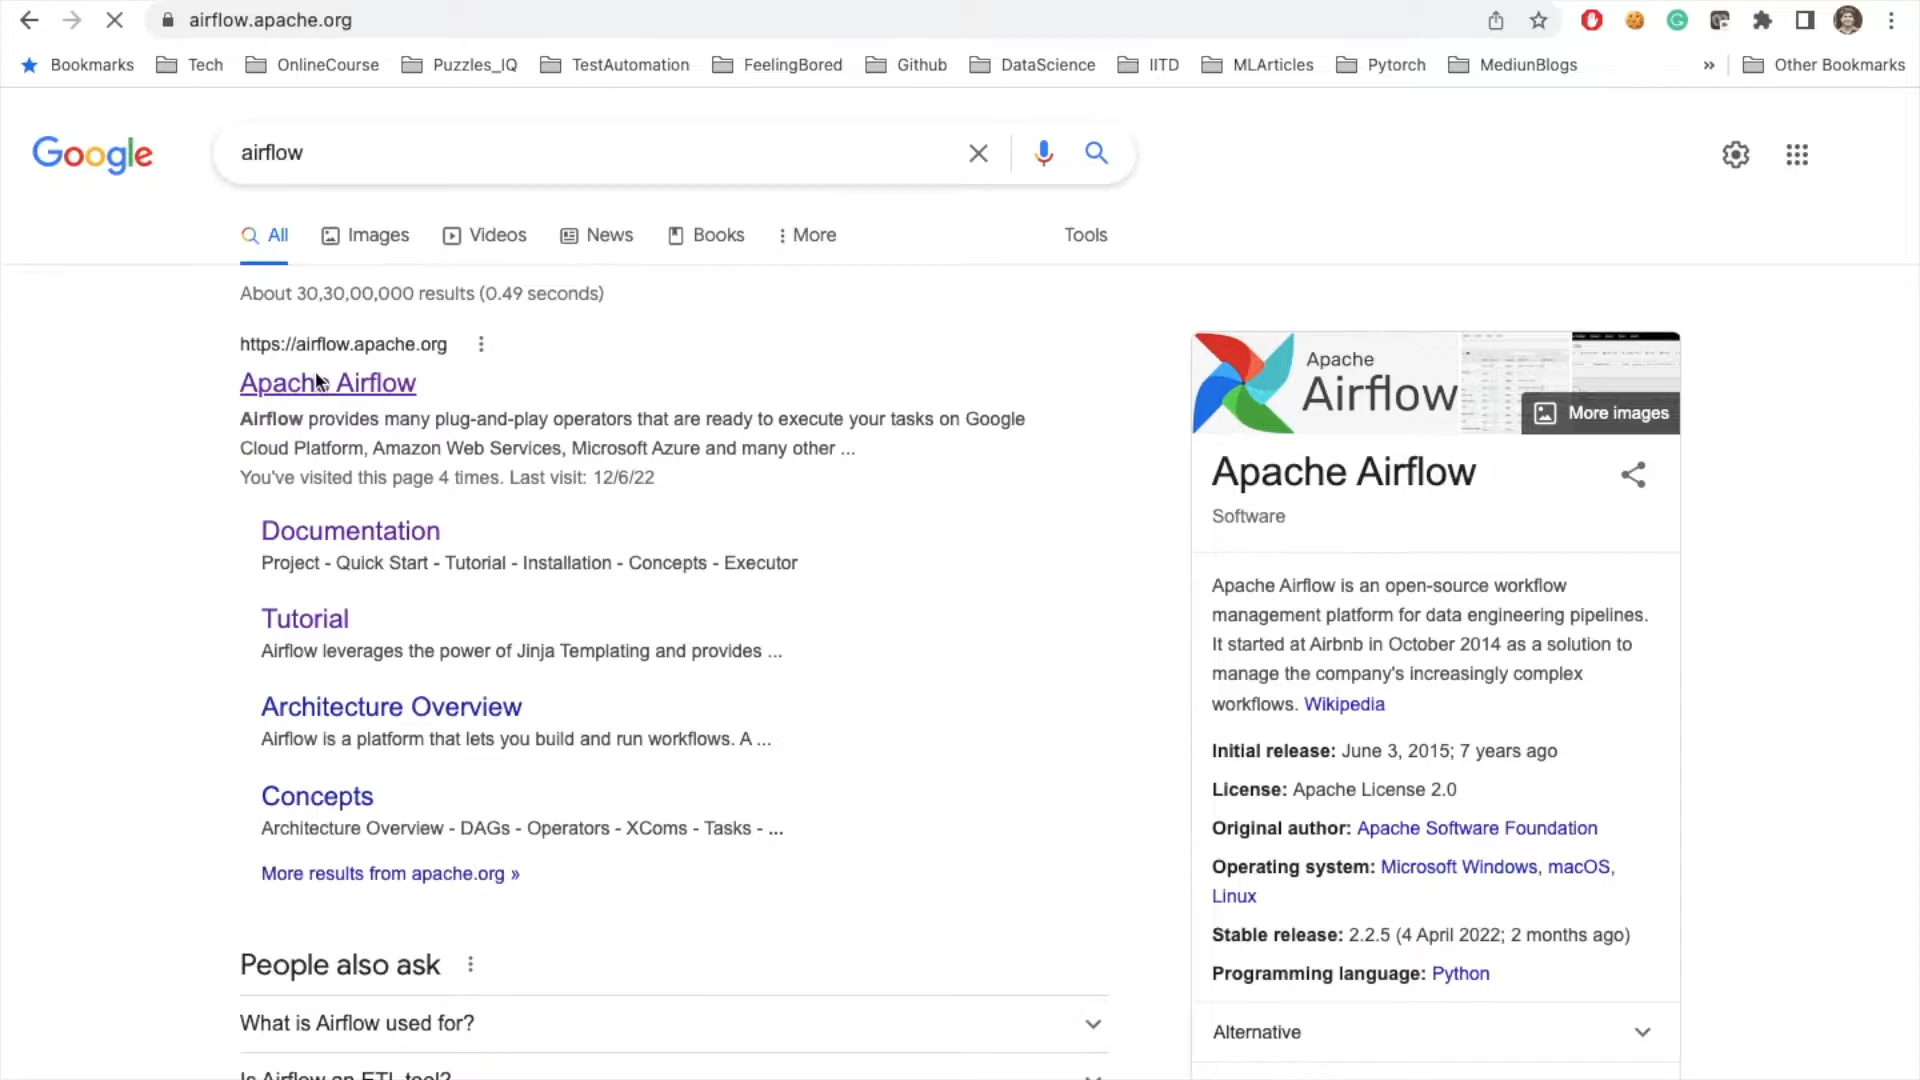 airflow.apache.org
Bookmarks Tech OnlineCourse Puzzles_IQ TestAutomation FeelingBored Github DataScience IITD MLArticles Pytorch MediunBlogs » Other Bookmarks
Google
airflow
All Images Videos News Books More Tools
About 30,30,00,000 results (0.49 seconds)
https://airflow.apache.org
Apache Airflow
Airflow provides many plug-and-play operators that are ready to execute your tasks on Google
Cloud Platform, Amazon Web Services, Microsoft Azure and many other ...
You've visited this page 4 times. Last visit: 12/6/22
Documentation
Project - Quick Start - Tutorial - Installation - Concepts - Executor
Tutorial
Airflow leverages the power of Jinja Templating and provides ...
Architecture Overview
Airflow is a platform that lets you build and run workflows. A ...
Concepts
Architecture Overview - DAGs - Operators - XComs - Tasks - ...
More results from apache.org »
People also ask
What is Airflow used for?
Is Airflow an ETL tool?
Apache
Airflow
More images
Apache Airflow
Software
Apache Airflow is an open-source workflow
management platform for data engineering pipelines.
It started at Airbnb in October 2014 as a solution to
manage the company's increasingly complex
workflows. Wikipedia
Initial release: June 3, 2015; 7 years ago
License: Apache License 2.0
Original author: Apache Software Foundation
Operating system: Microsoft Windows, macOS,
Linux
Stable release: 2.2.5 (4 April 2022; 2 months ago)
Programming language: Python
Alternative